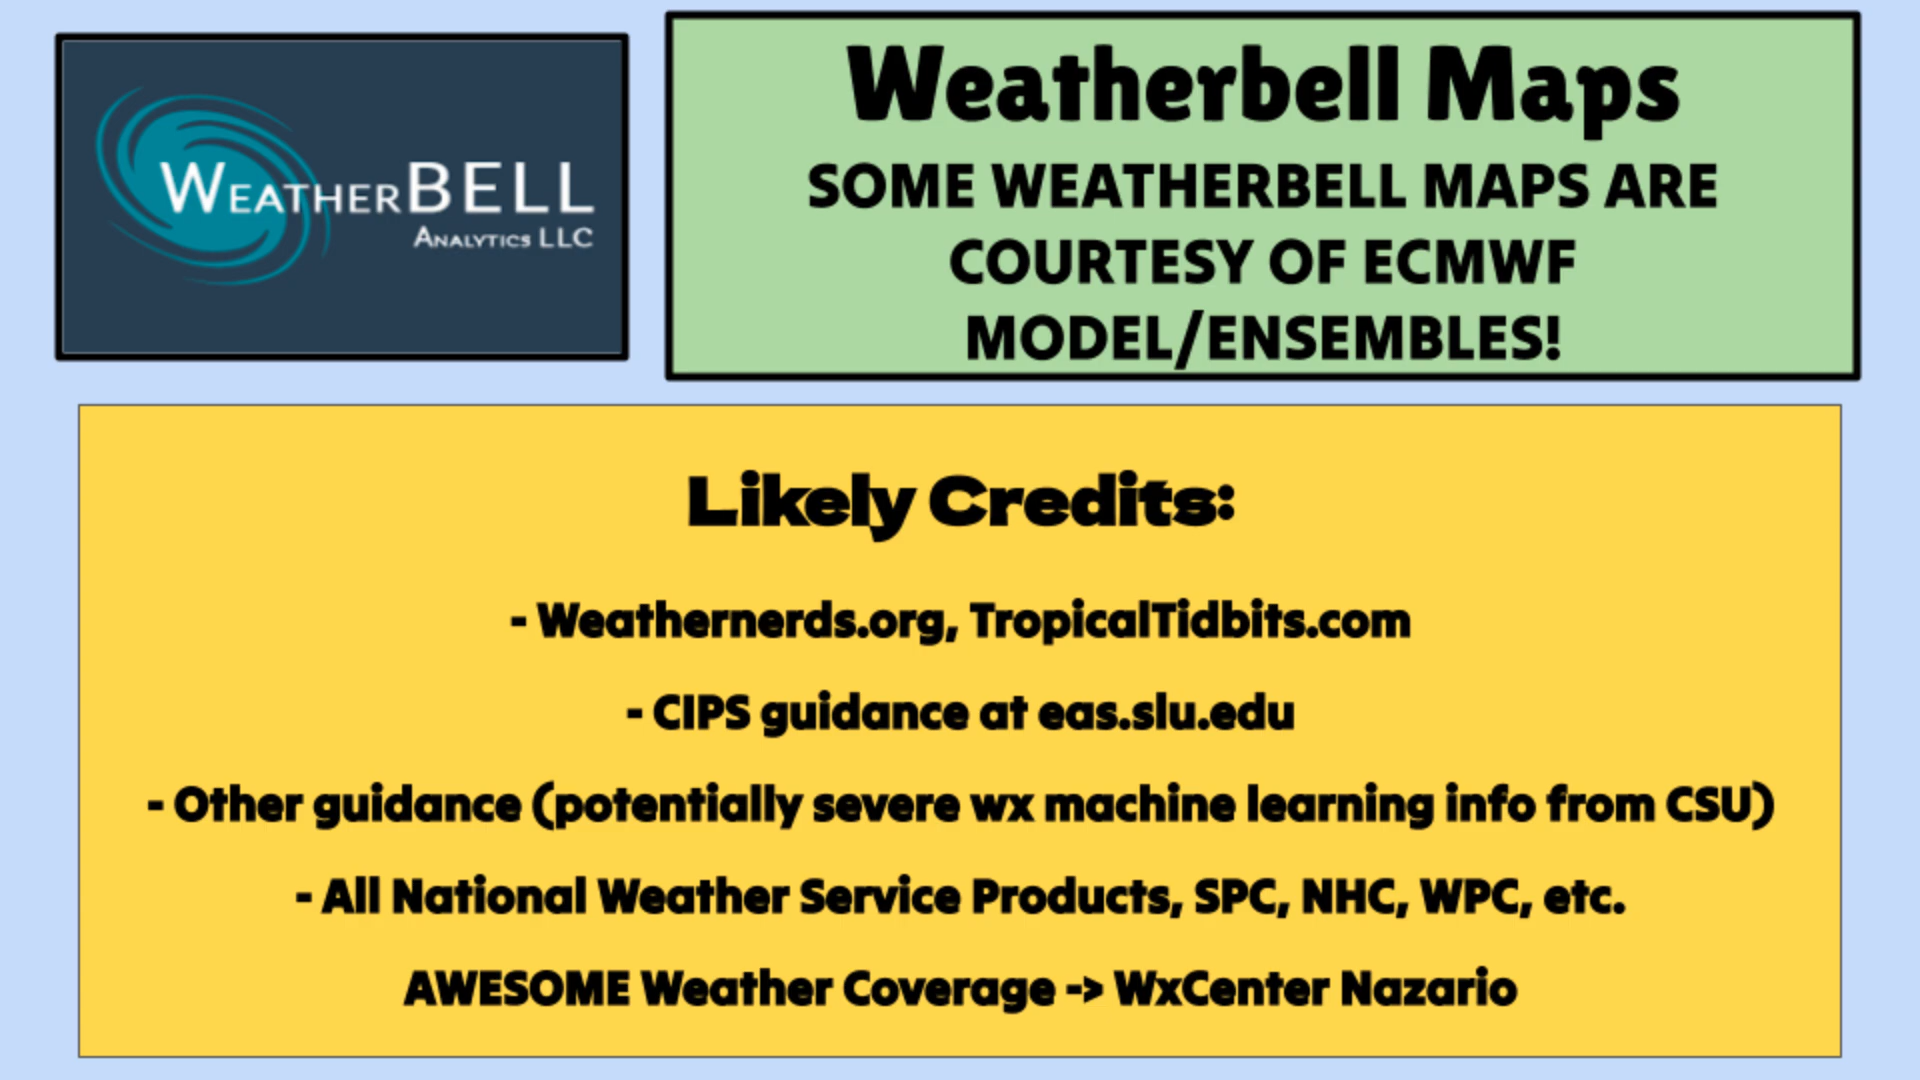 WEATHERBELL
ANALYTICS LLC
Weatherbell Maps
SOME WEATHERBELL MAPS ARE
COURTESY OF ECMWF
MODEL/ENSEMBLES!
Likely Credits:
- Weathernerds.org, TropicalTidbits.com
- CIPS guidance at eas.slu.edu
- Other guidance (potentially severe wx machine learning info from CSU)
- All National Weather Service Products, SPC, NHC, WPC, etc.
AWESOME Weather Coverage -> WxCenter Nazario